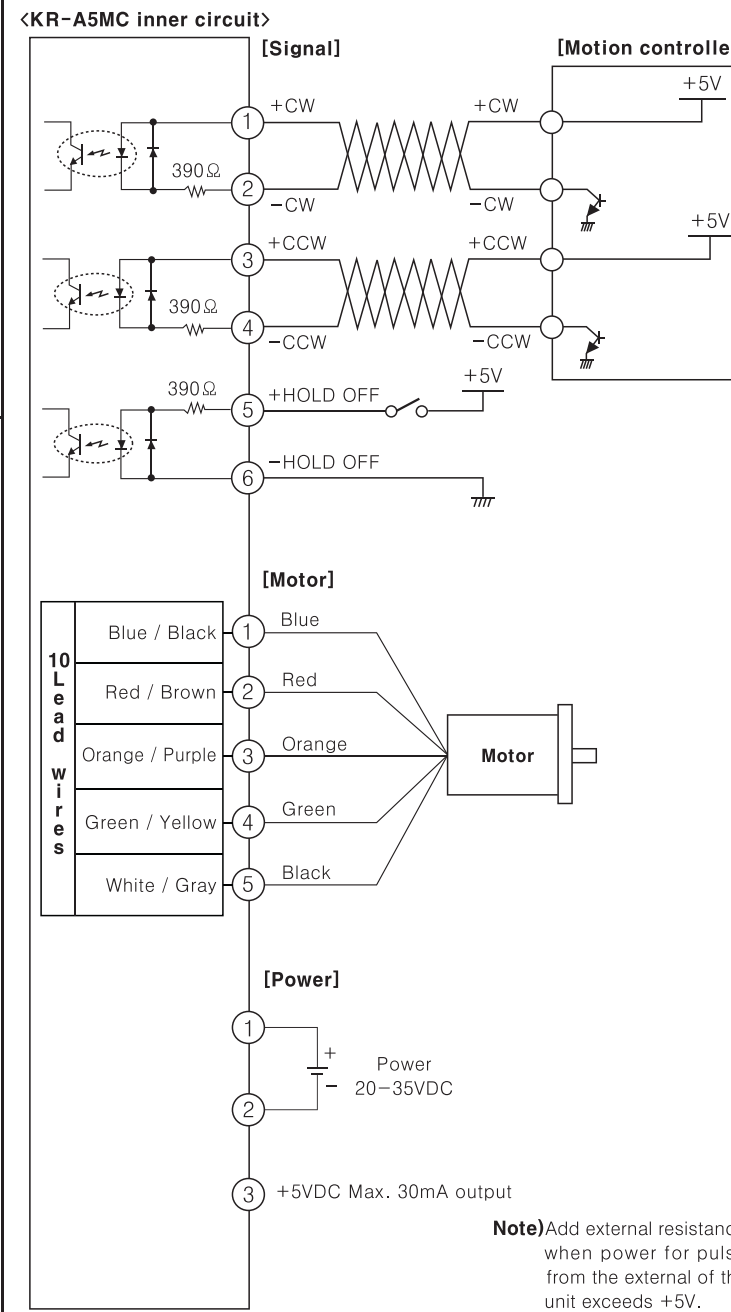 <KR-A5MC inner circuit>
[Signal]
[Motion controlle
+5V
1
+CW
+CW
390Ω
2
-CW
-CW
+5V
3
+CCW
+CCW
390Ω
4
-CCW
-CCW
390Ω
5
+HOLD OFF
+5V
6
-HOLD OFF
[Motor]
10 Lead wires
Blue / Black
1
Blue
Red / Brown
2
Red
Orange / Purple
3
Orange
Motor
Green / Yellow
4
Green
White / Gray
5
Black
[Power]
1
+
-
Power
20-35VDC
2
3
+5VDC Max. 30mA output
Note)Add external resistanc
when power for puls
from the external of th
unit exceeds +5V.